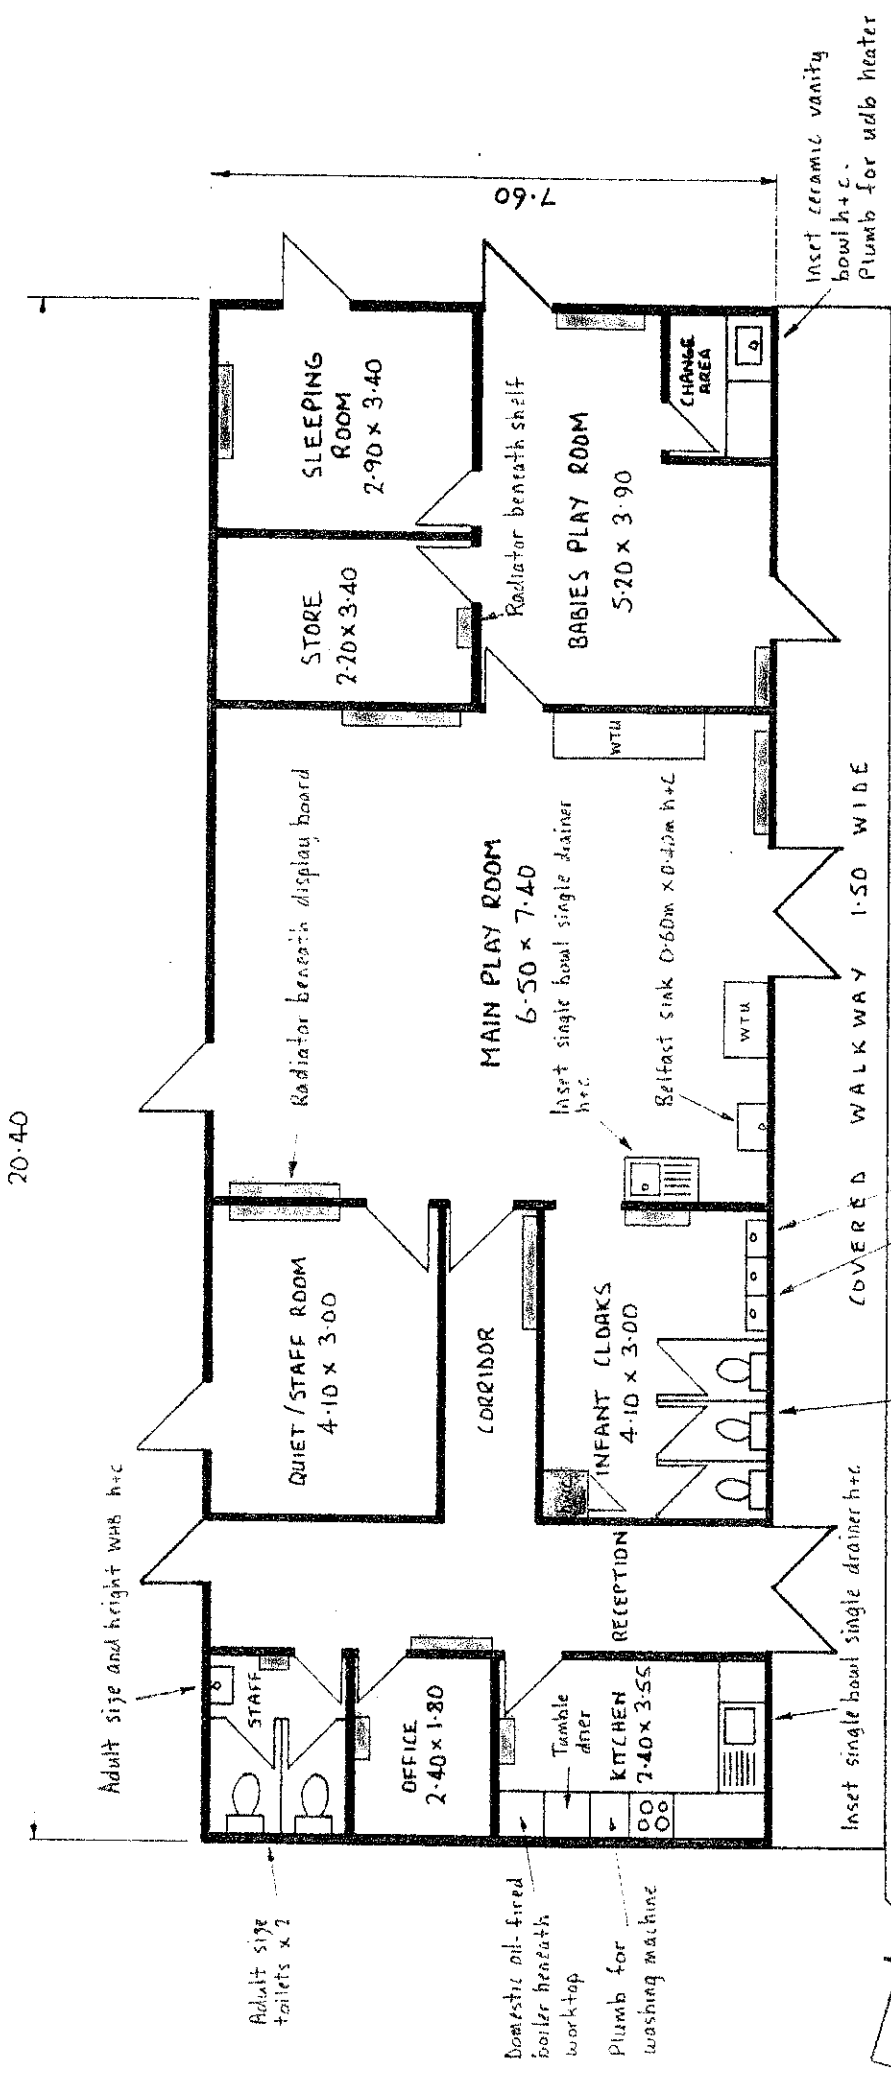 20·40
7·60
Adult size and height WHB h+c
Adult size
toilets x 2
STAFF
OFFICE
2·40 x 1·80
Domestic oil-fired
boiler beneath
worktop
Plumb for
washing machine
Tumble
drier
KITCHEN
2·40 x 3·55
Inset single bowl single drainer h+c
RECEPTION
QUIET/STAFF ROOM
4·10 x 3·00
CORRIDOR
INFANT CLOAKS
4·10 x 3·00
Radiator beneath display board
MAIN PLAY ROOM
6·50 x 7·40
Inset single bowl single drainer
h+c
Belfast sink 0·60m x 0·40m h+c
WTU
WTU
STORE
2·20 x 3·40
SLEEPING
ROOM
2·90 x 3·40
Radiator beneath shelf
BABIES PLAY ROOM
5·20 x 3·90
CHANGE
AREA
Inset ceramic vanity
bowl h+c.
Plumb for
heater
COVERED WALKWAY 1·50 WIDE